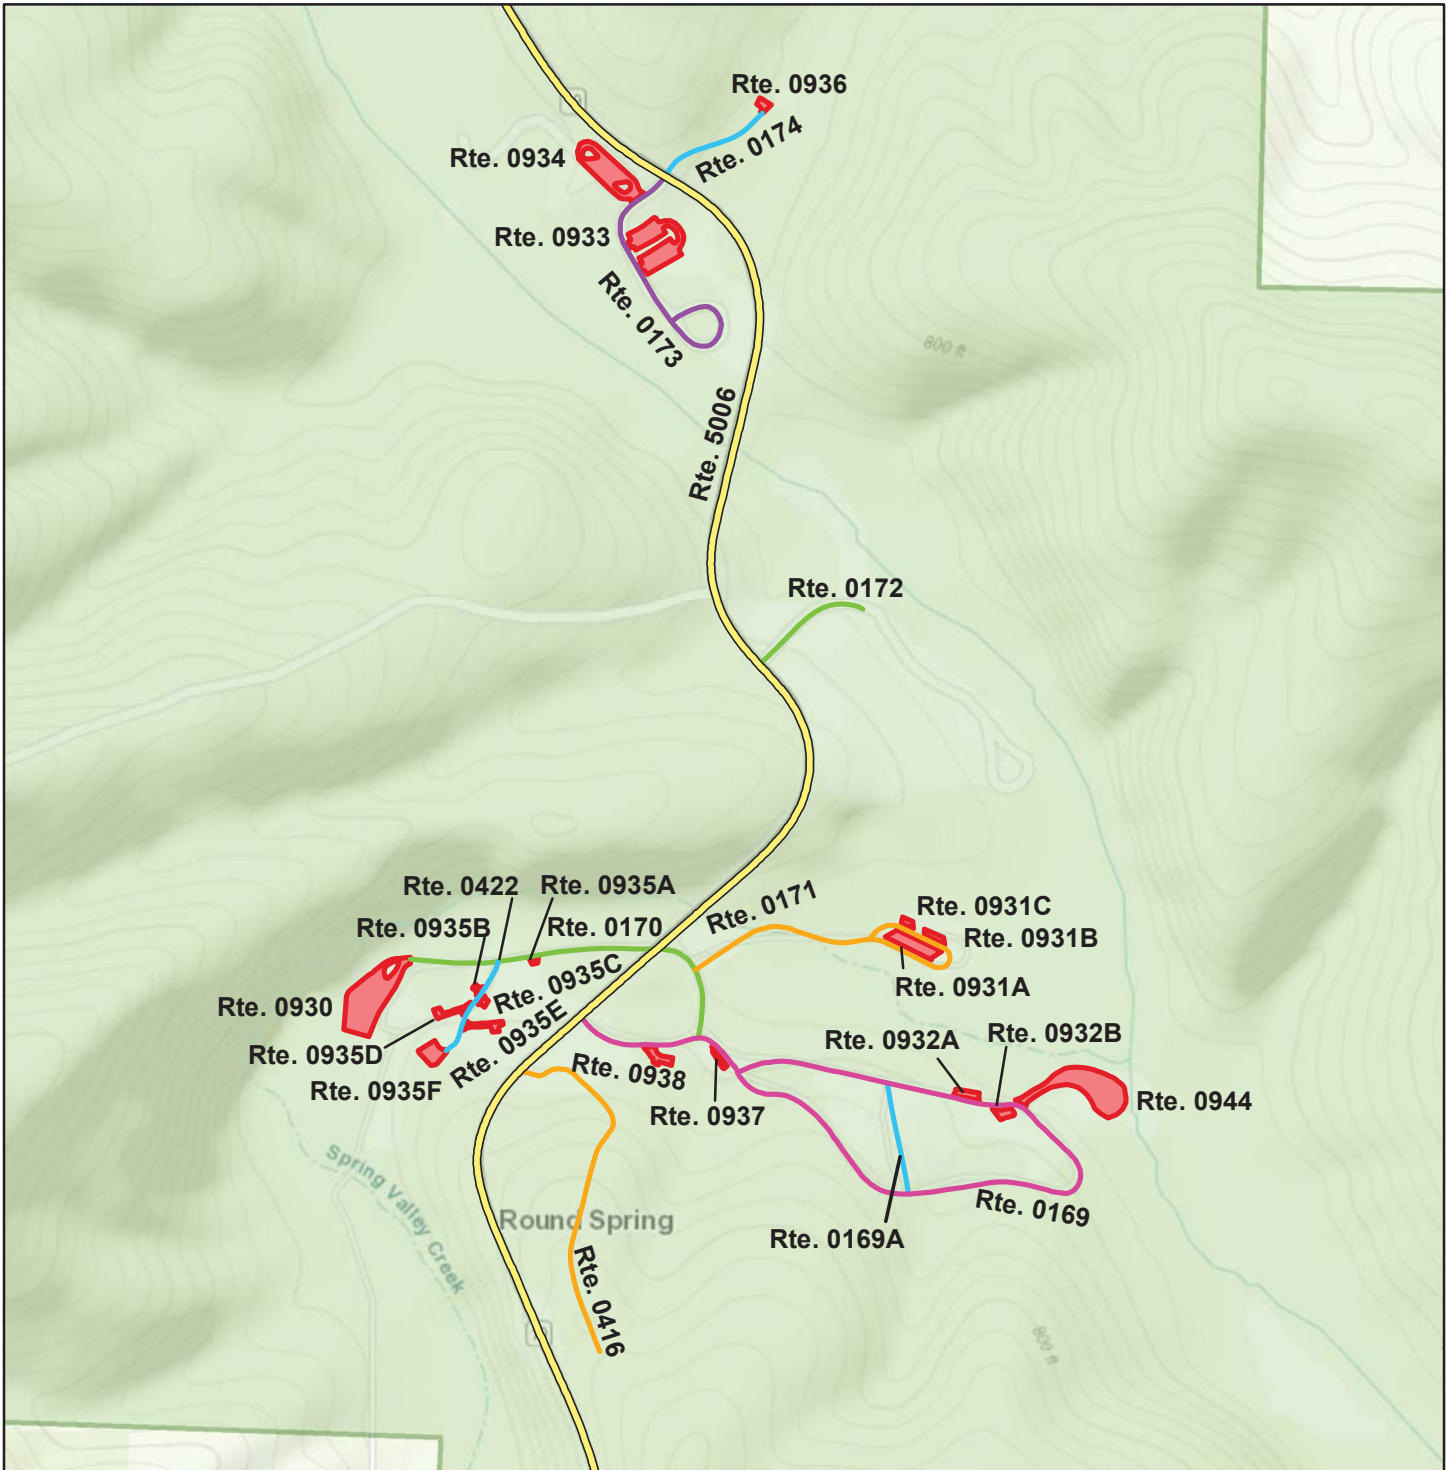 Rte. 0936
Rte. 0174
Rte. 0934
Rte. 0933
Rte. 0173
800 ft
Rte. 5006
Rte. 0172
Rte. 0422
Rte. 0935A
Rte. 0171
Rte. 0931C
Rte. 0935B
Rte. 0170
Rte. 0931B
Rte. 0935C
Rte. 0931A
Rte. 0930
Rte. 0935E
Rte. 0935D
Rte. 0932A
Rte. 0932B
Rte. 0935F
Rte. 0938
Rte. 0944
Rte. 0937
Spring Valley Creek
Round Spring
Rte. 0169
Rte. 0169A
Rte. 0416
800 ft